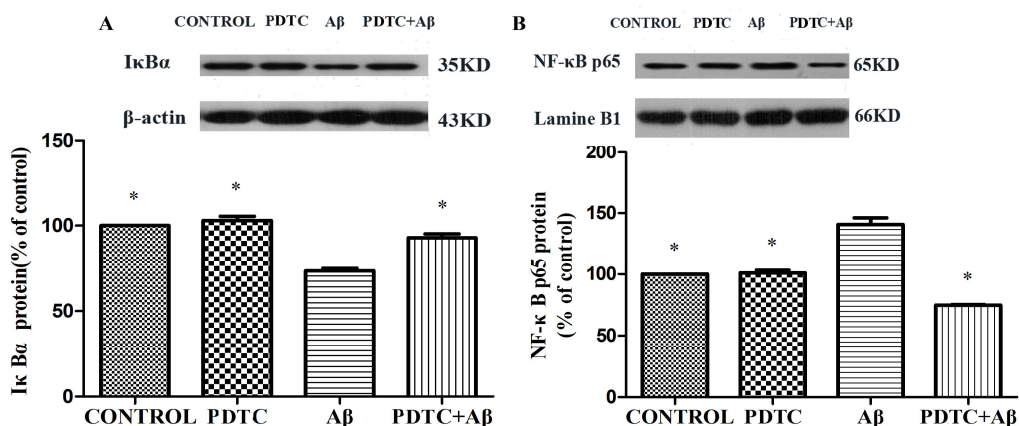 A
CONTROL PDTC Aβ PDTC+Aβ
IκBα 35KD
β-actin 43KD
Iκ Bα protein(% of control)
150
100
50
0
* * *
CONTROL PDTC Aβ PDTC+Aβ
B
CONTROL PDTC Aβ PDTC+Aβ
NF-κB p65 65KD
Lamine B1 66KD
NF-κ B p65 protein
(% of control)
200
150
100
50
0
* * *
CONTROL PDTC Aβ PDTC+Aβ